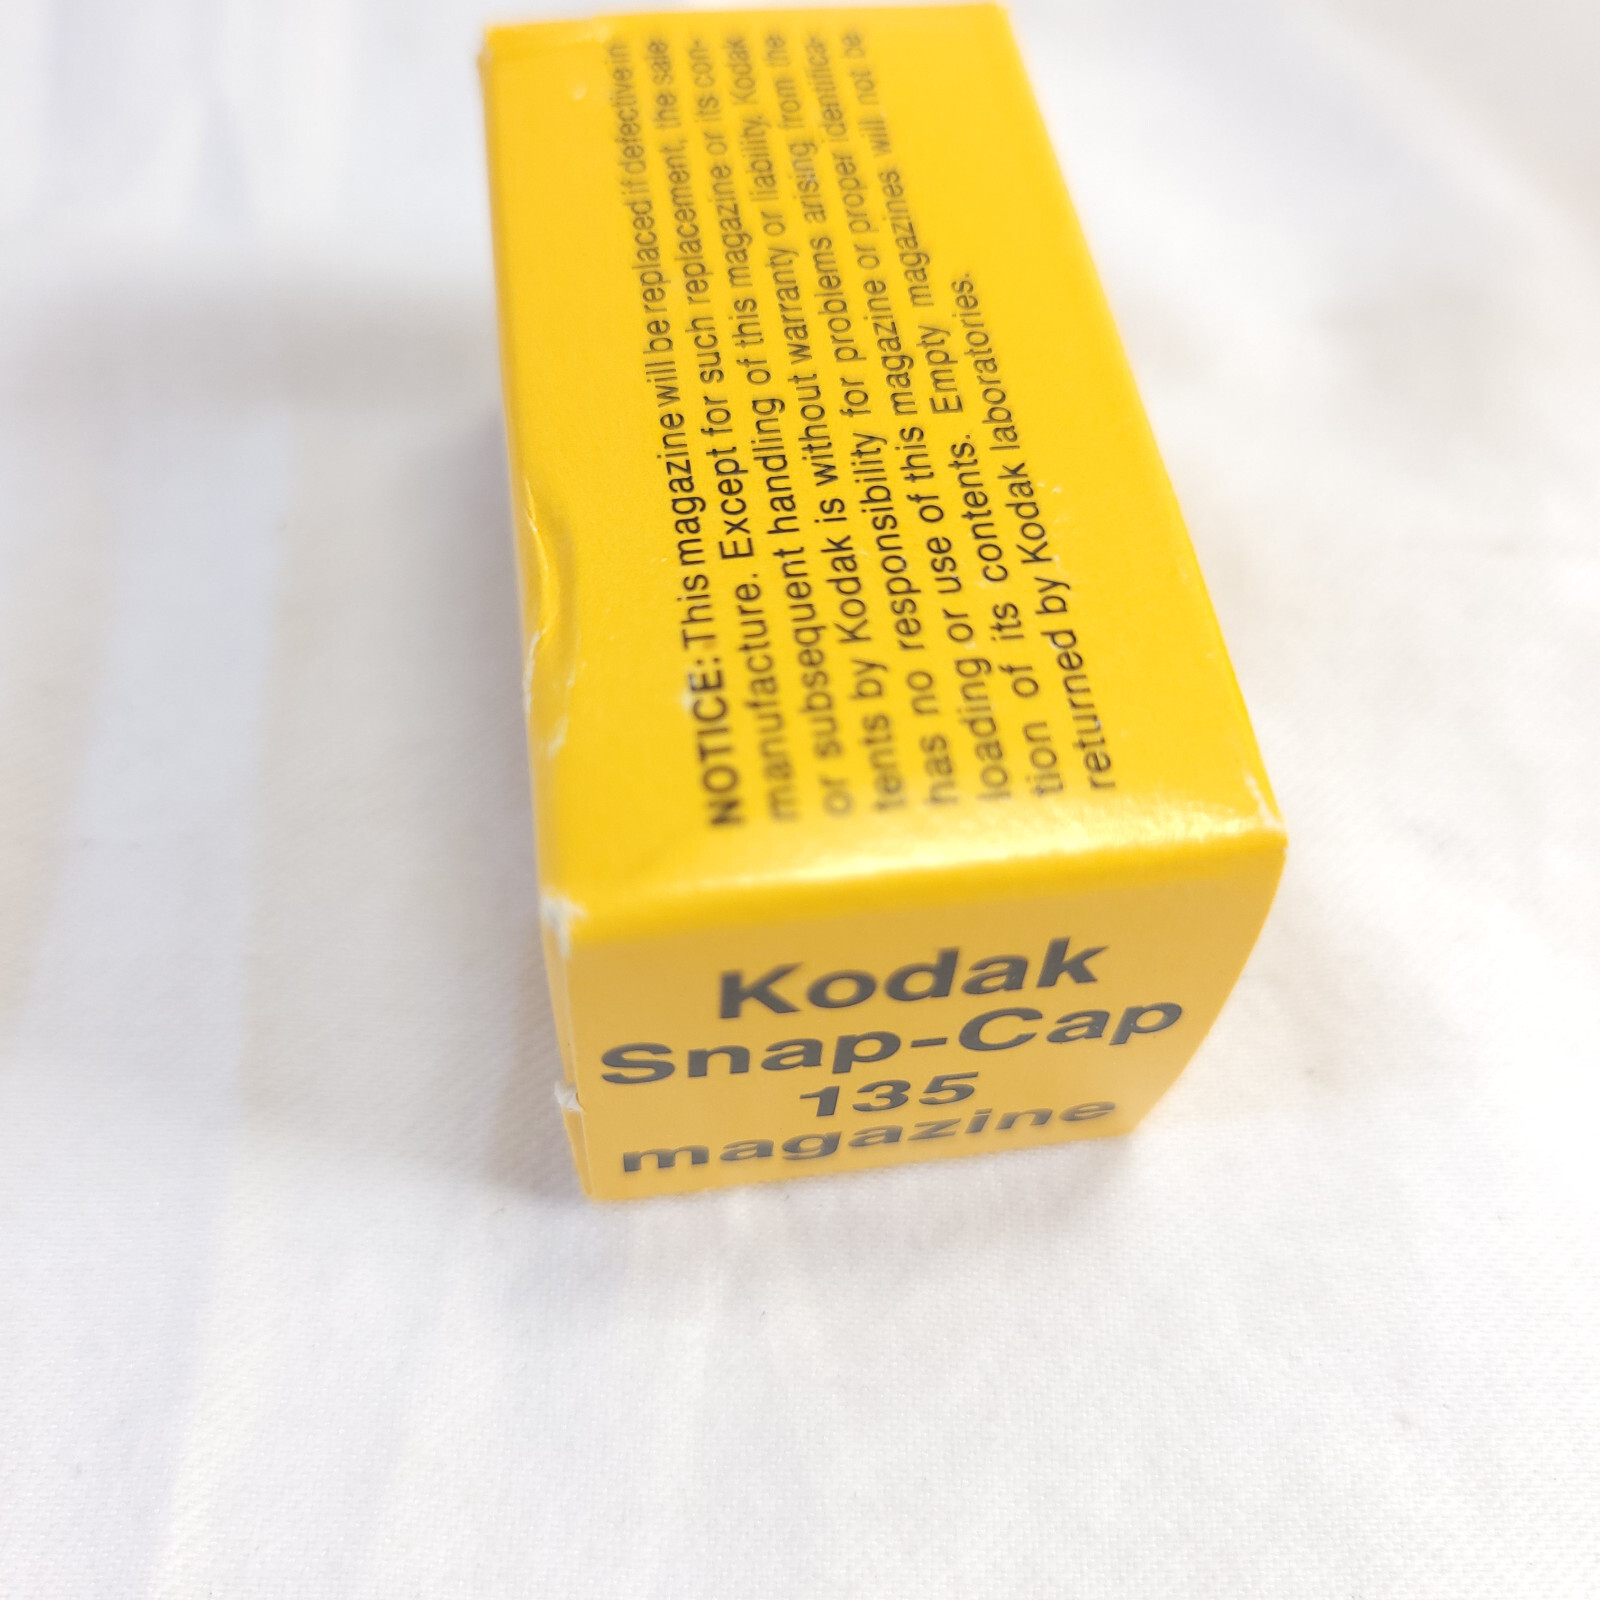 NOTICE: This magazine will be replaced if defective in
manufacture. Except for such replacement, the sale
or subsequent handling of this magazine or its con-
tents by Kodak is without warranty or liability. Kodak
has no responsibility for problems arising from the
loading or use of this magazine or proper identifica-
tion of its contents. Empty magazines will not be
returned by Kodak laboratories.
Kodak
Snap-Cap
135
magazine